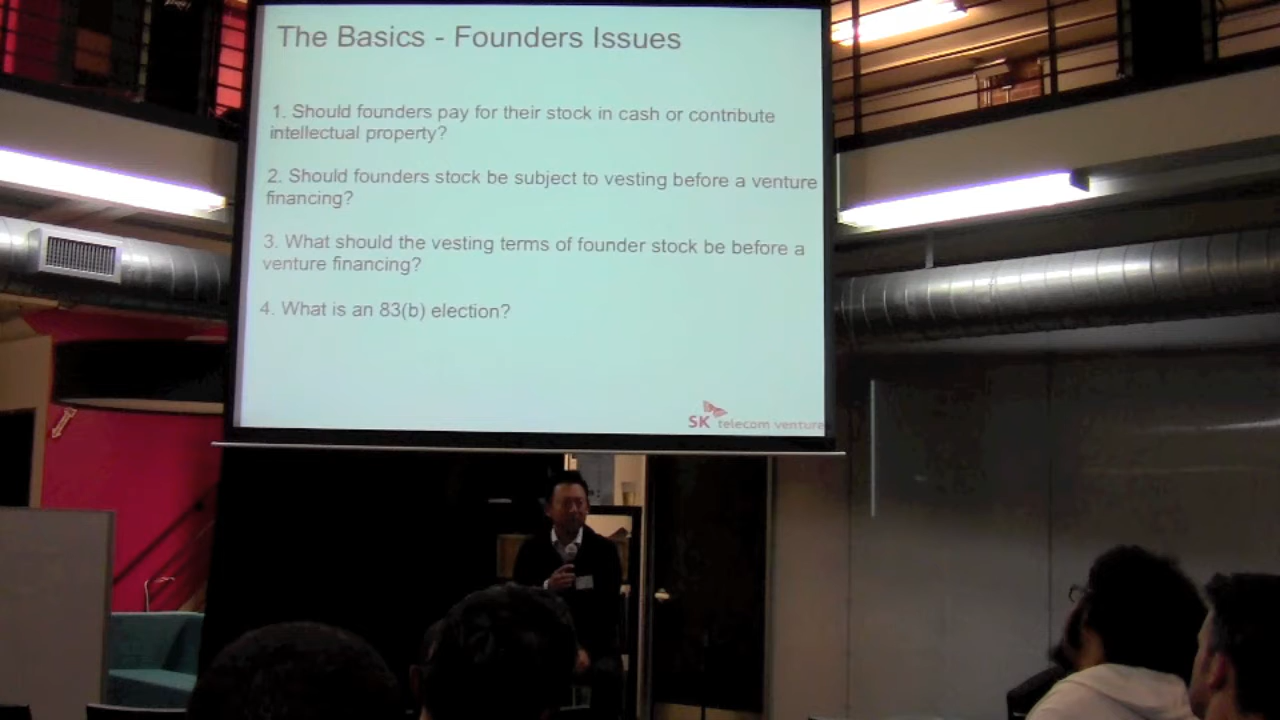 The Basics - Founders Issues
1. Should founders pay for their stock in cash or contribute
intellectual property?
2. Should founders stock be subject to vesting before a venture
financing?
3. What should the vesting terms of founder stock be before a
venture financing?
4. What is an 83(b) election?
SK telecom venture